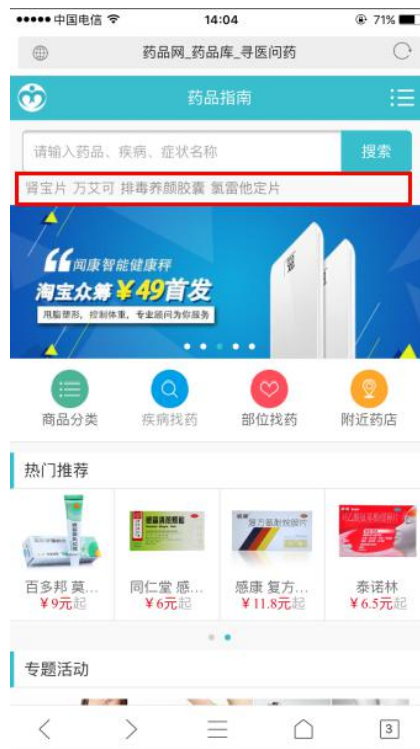 中国电信 14:04 71%
药品网_药品库_寻医问药
药品指南
请输入药品、疾病、症状名称 搜索
肾宝片 万艾可 排毒养颜胶囊 氯雷他定片
闻康智能健康秤
淘宝众筹￥49首发
甩脂塑形，控制体重，专业顾问为你服务
商品分类 疾病找药 部位找药 附近药店
热门推荐
百多邦 莫... 同仁堂 感... 感康 复方... 泰诺林
￥9元起 ￥6元起 ￥11.8元起 ￥6.5元起
专题活动
3